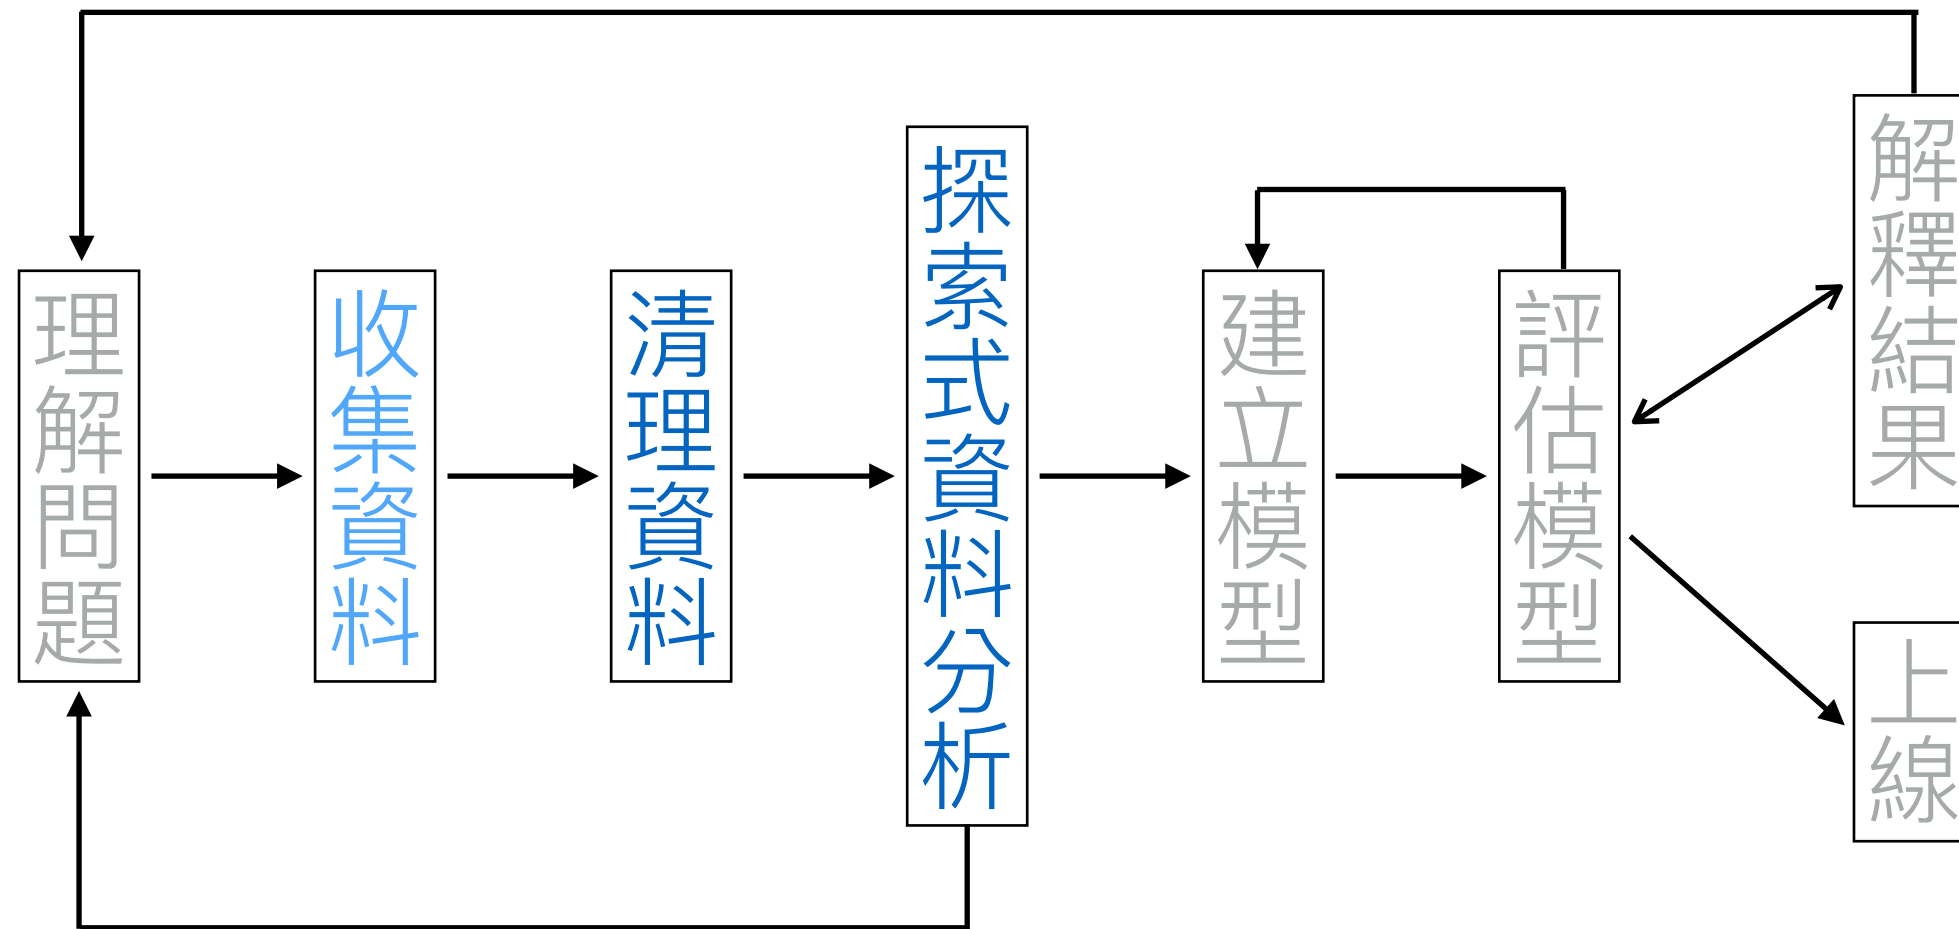 理解問題
收集資料
清理資料
探索式資料分析
建立模型
評估模型
解釋結果
上線